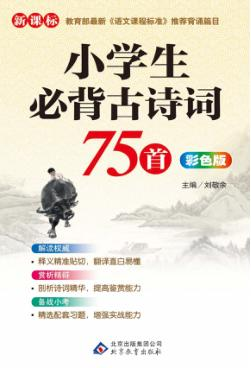 新课标
教育部最新《语文课程标准》推荐背诵篇目
小学生
必背古诗词
75首
彩色版
主编/刘敬余
解读权威
·释义精准贴切，翻译直白易懂
赏析精辟
·剖析诗词精华，提高鉴赏能力
备战小考
·精选配套习题，增强实战能力
北京出版集团公司
北京教育出版社